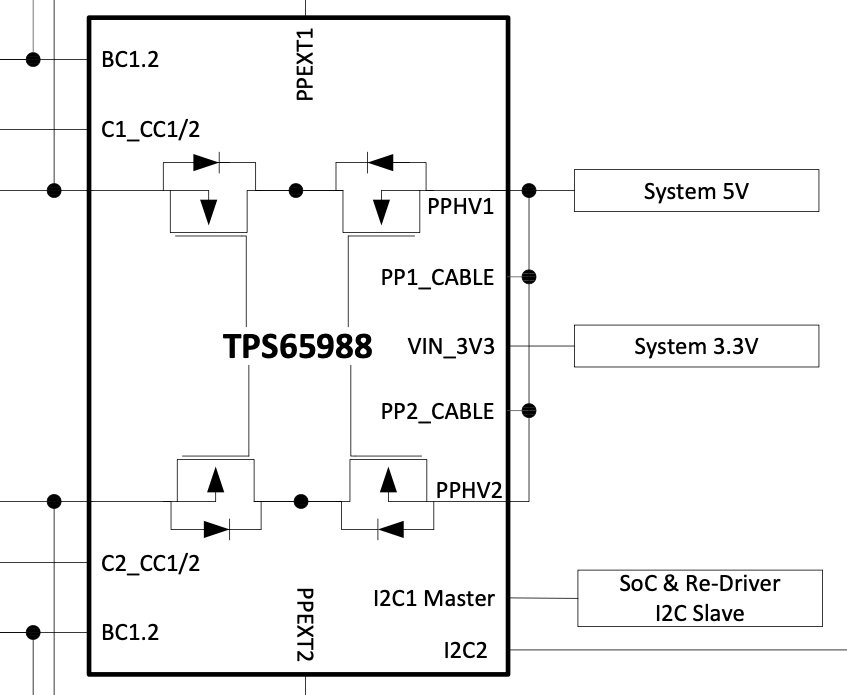 PPEXT1
BC1.2
C1_CC1/2
PPHV1
System 5V
PP1_CABLE
TPS65988
VIN_3V3
System 3.3V
PP2_CABLE
PPHV2
C2_CC1/2
PPEXT2
I2C1 Master
SoC & Re-Driver
I2C Slave
BC1.2
I2C2